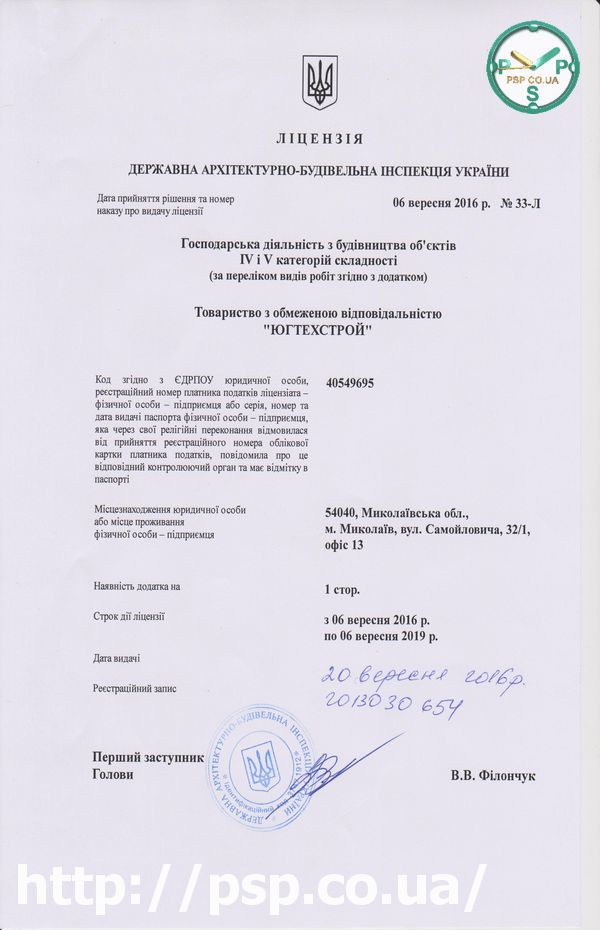 P P
PSP CO.UA
S
ЛІЦЕНЗІЯ
ДЕРЖАВНА АРХІТЕКТУРНО-БУДІВЕЛЬНА ІНСПЕКЦІЯ УКРАЇНИ
Дата прийняття рішення та номер
наказу про видачу ліцензії
06 вересня 2016 р. № 33-Л
Господарська діяльність з будівництва об'єктів
IV і V категорій складності
(за переліком видів робіт згідно з додатком)
Товариство з обмеженою відповідальністю
"ЮГТЕХСТРОЙ"
Код згідно з ЄДРПОУ юридичної особи,
реєстраційний номер платника податків ліцензіата –
фізичної особи – підприємця або серія, номер та
дата видачі паспорта фізичної особи – підприємця,
яка через свої релігійні переконання відмовилася
від прийняття реєстраційного номера облікової
картки платника податків, повідомила про це
відповідний контролюючий орган та має відмітку в
паспорті
40549695
Місцезнаходження юридичної особи
або місце проживання
фізичної особи – підприємця
54040, Миколаївська обл.,
м. Миколаїв, вул. Самойловича, 32/1,
офіс 13
Наявність додатка на
1 стор.
Строк дії ліцензії
з 06 вересня 2016 р.
по 06 вересня 2019 р.
Дата видачі
20 вересня 2016р.
Реєстраційний запис
2013030654
ДЕРЖАВНА АРХІТЕКТУРНО-БУДІВЕЛЬНА ІНСПЕКЦІЯ УКРАЇНИ
Ідентифікаційний код
Перший заступник
Голови
В.В. Філончук
http://psp.co.ua/